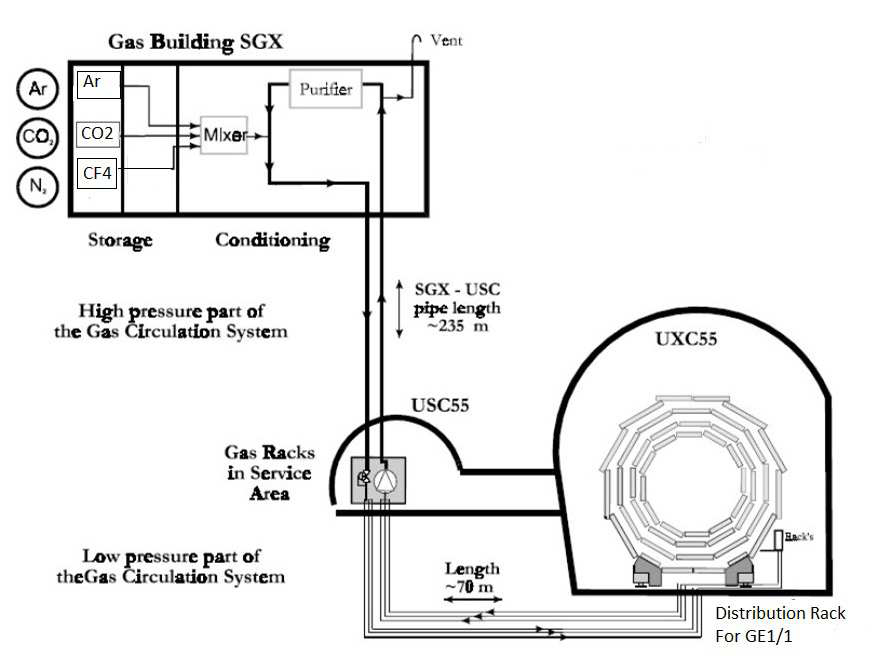 Gas Building SGX
Vent
Ar
Ar
Purifier
CO2
CO₂
Mixer
CF4
N₂
Storage
Conditioning
SGX - USC
pipe length
~235 m
High pressure part of
the Gas Circulation System
UXC55
USC55
Gas Racks
in Service
Area
Rack's
Low pressure part of
theGas Circulation System
Length
~70 m
Distribution Rack
For GE1/1